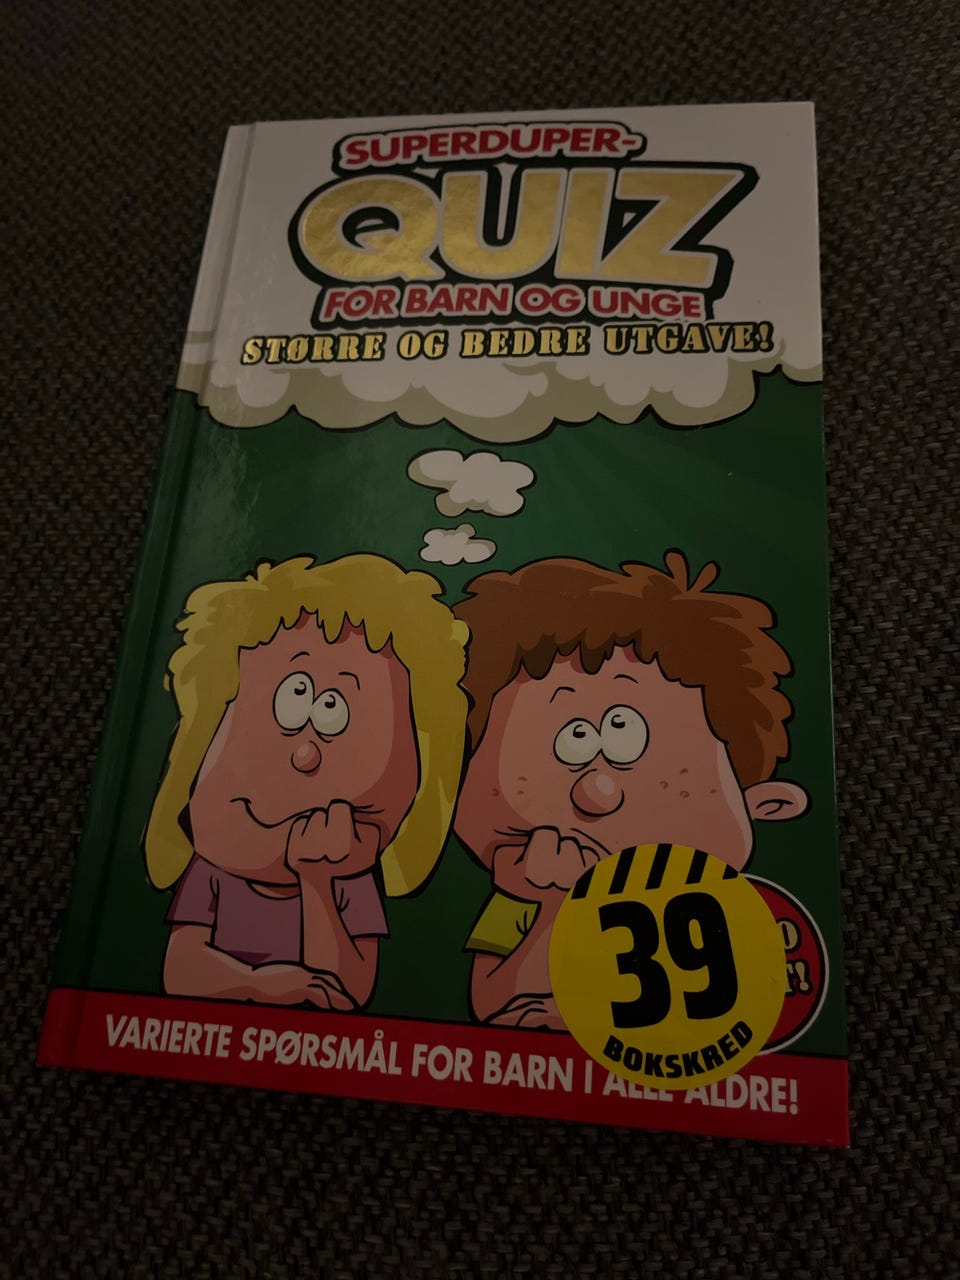 SUPERDUPER-
QUIZ
FOR BARN OG UNGE
STØRRE OG BEDRE UTGAVE!
39
BOKSKRED
VARIERTE SPØRSMÅL FOR BARN I ALLE ALDRE!